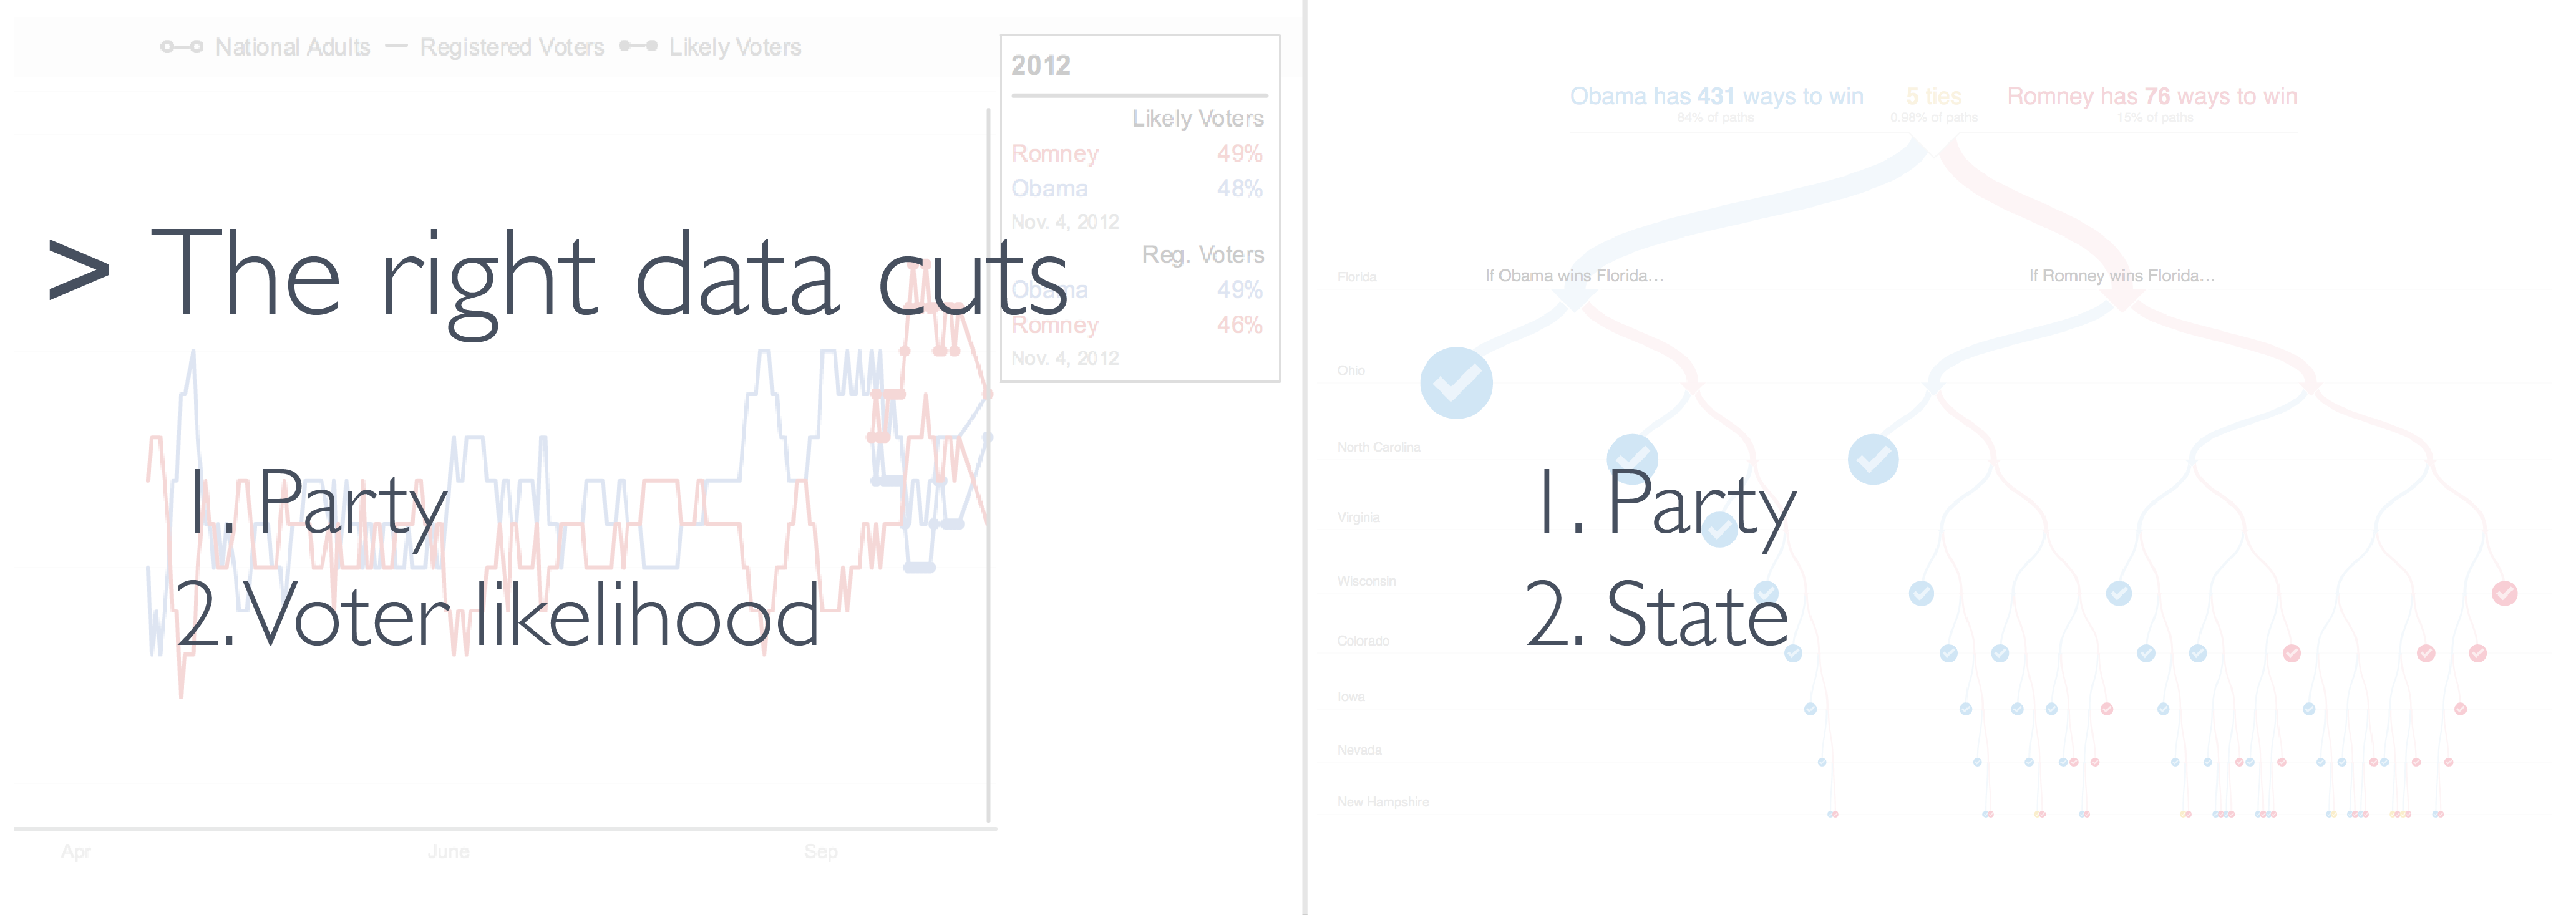 National Adults Registered Voters Likely Voters
2012
Likely Voters
Romney 49%
Obama 48%
Nov. 4, 2012
Reg. Voters
Obama 49%
Romney 46%
Nov. 4, 2012
> The right data cuts
1. Party
2. Voter likelihood
Apr June Sep
Obama has 431 ways to win 5 ties Romney has 76 ways to win
84% of paths 0.98% of paths 15% of paths
Florida If Obama wins Florida... If Romney wins Florida...
Ohio
North Carolina
Virginia
Wisconsin
Colorado
Iowa
Nevada
New Hampshire
1. Party
2. State